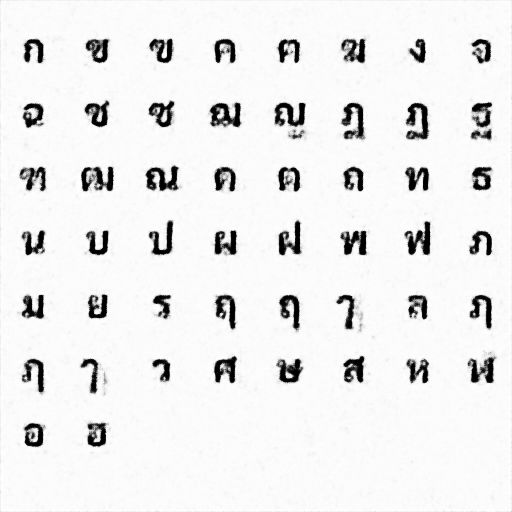 ก ข ฃ ค ฅ ฆ ง จ
ฉ ช ซ ฌ ญ ฎ ฏ ฐ
ฑ ฒ ณ ด ต ถ ท ธ
น บ ป ผ ฝ พ ฟ ภ
ม ย ร ฤ ฤ ๅ ล ฦ
ฦ ๅ ว ศ ษ ส ห ฬ
อ ฮ